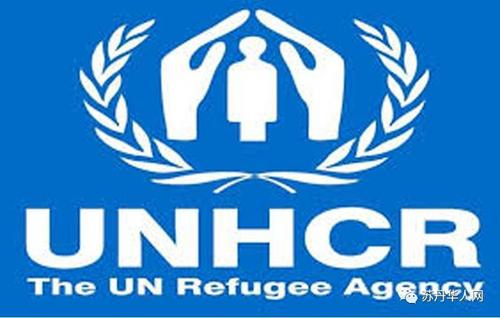 UNHCR
The UN Refugee Agency
苏丹华人网